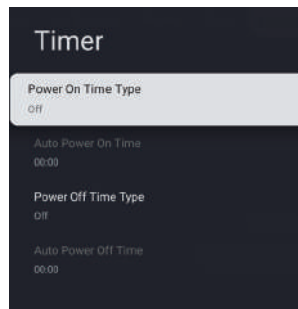 Timer
Power On Time Type
Off
Auto Power On Time
00:00
Power Off Time Type
Off
Auto Power Off Time
00:00